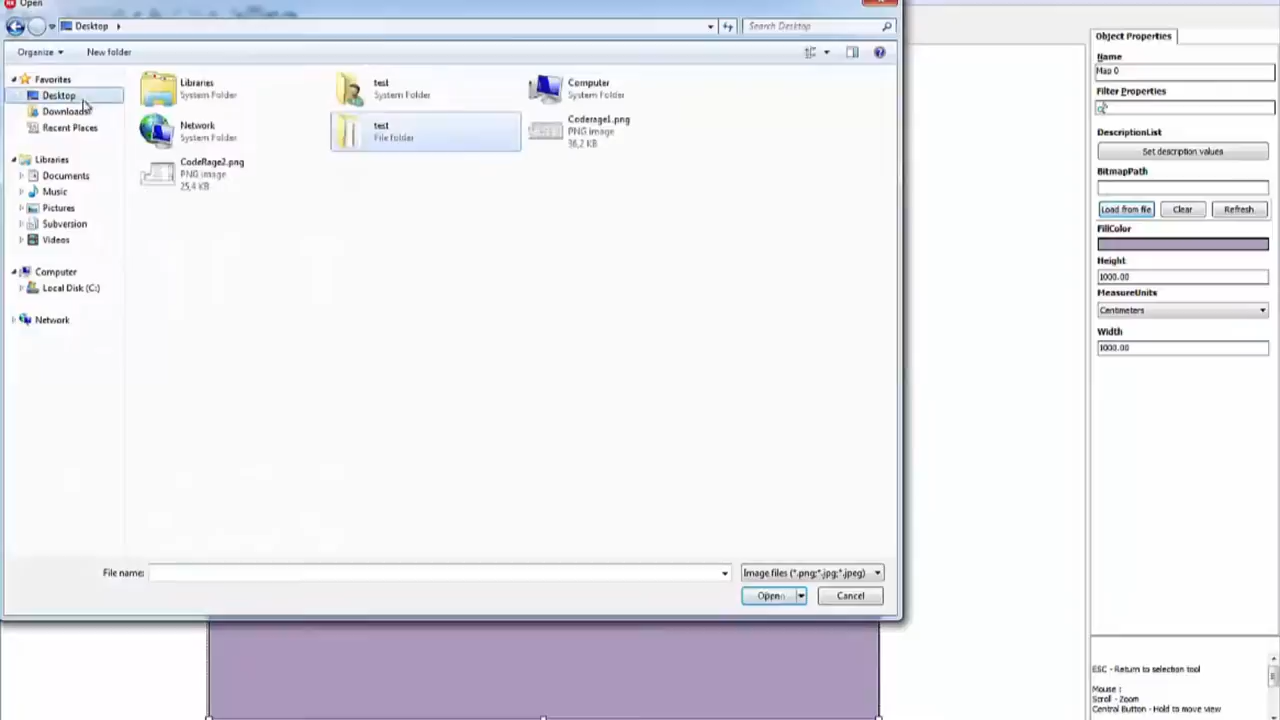 Open
Desktop
Search Desktop
Organize
New folder
Favorites
Desktop
Downloads
Recent Places
Libraries
Documents
Music
Pictures
Subversion
Videos
Computer
Local Disk (C:)
Network
Libraries
System Folder
test
System Folder
Computer
System Folder
Network
System Folder
test
File folder
Coderage1.png
PNG image
36,2 KB
CodeRage2.png
PNG image
25,4 KB
File name:
Image files (*.png;*.jpg;*.jpeg)
Open
Cancel
Object Properties
Name
Map 0
Filter Properties
DescriptionList
Set description values
BitmapPath
Load from file
Clear
Refresh
FillColor
Height
1000.00
MeasureUnits
Centimeters
Width
1000.00
ESC - Return to selection tool
Mouse :
Scroll - Zoom
Central Button - Hold to move view